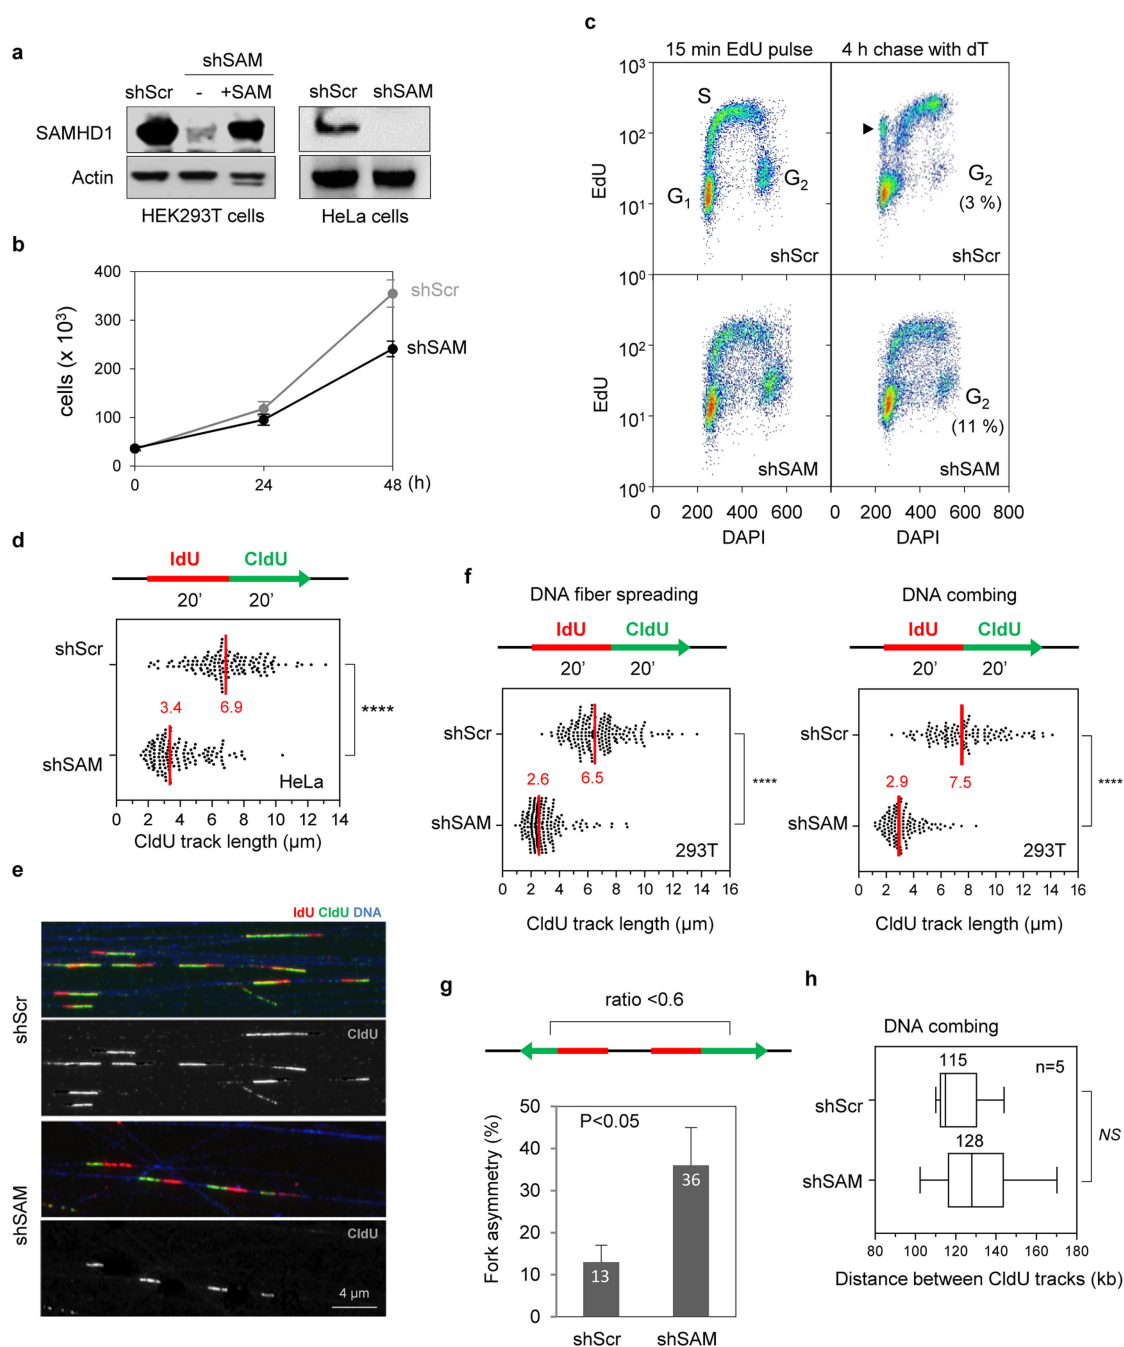 a
shSAM
shScr - +SAM
shScr shSAM
SAMHD1
Actin
HEK293T cells
HeLa cells
b
400
300
200
100
0
cells (x 10³)
shScr
shSAM
0 24 48 (h)
c
15 min EdU pulse
4 h chase with dT
10³
10²
10¹
10⁰
EdU
S
G₁
G₂
shScr
G₂
(3 %)
shScr
10²
10¹
10⁰
EdU
shSAM
G₂
(11 %)
shSAM
0 200 400 600
0 200 400 600 800
DAPI
DAPI
d
IdU CldU
20’ 20’
shScr
3.4 6.9
****
shSAM
HeLa
0 2 4 6 8 10 12 14
CldU track length (µm)
e
IdU CldU DNA
shScr
CldU
shSAM
CldU
4 µm
f
DNA fiber spreading
IdU CldU
20’ 20’
shScr
2.6 6.5
****
shSAM
293T
0 2 4 6 8 10 12 14 16
CldU track length (µm)
DNA combing
IdU CldU
20’ 20’
shScr
2.9 7.5
****
shSAM
293T
0 2 4 6 8 10 12 14 16
CldU track length (µm)
g
ratio <0.6
50
40
30
20
10
0
Fork asymmetry (%)
P<0.05
13
36
shScr shSAM
h
DNA combing
115
n=5
shScr
128
NS
shSAM
80 100 120 140 160 180
Distance between CldU tracks (kb)